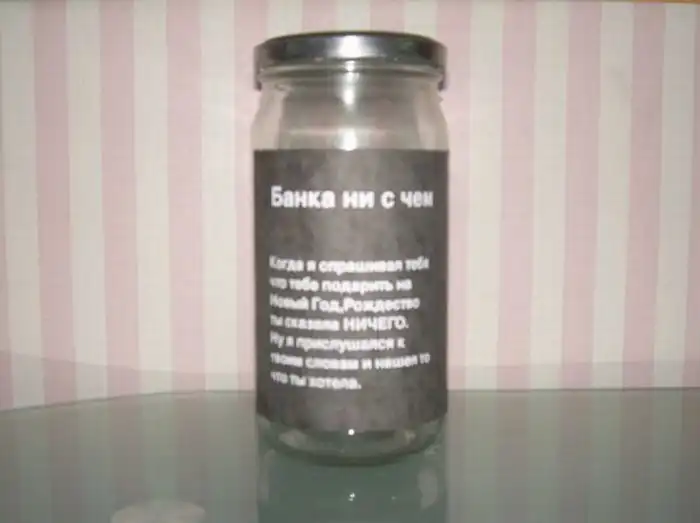 Банка ни с чем
Когда я спрашивал тебя
что тебе подарить на
Новый Год,Рождество
ты сказала НИЧЕГО.
Ну я прислушался к
твоим словам и нашел то
что ты хотела.